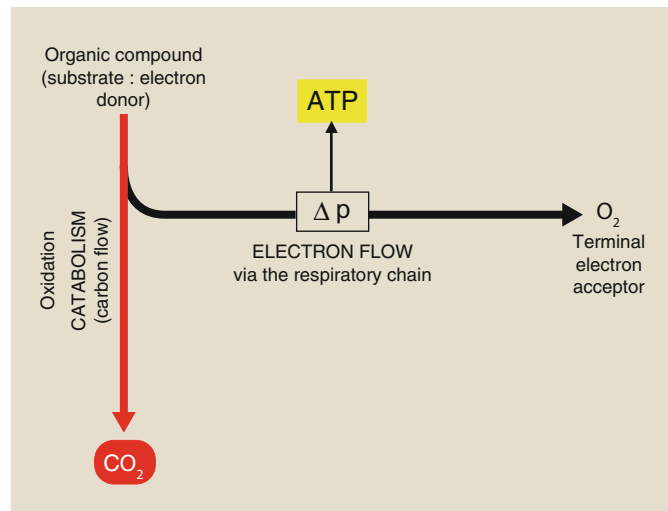 Organic compound
(substrate : electron
donor)
ATP
Δ p
O₂
Terminal
electron
acceptor
ELECTRON FLOW
via the respiratory chain
Oxidation
CATABOLISM
(carbon flow)
CO₂